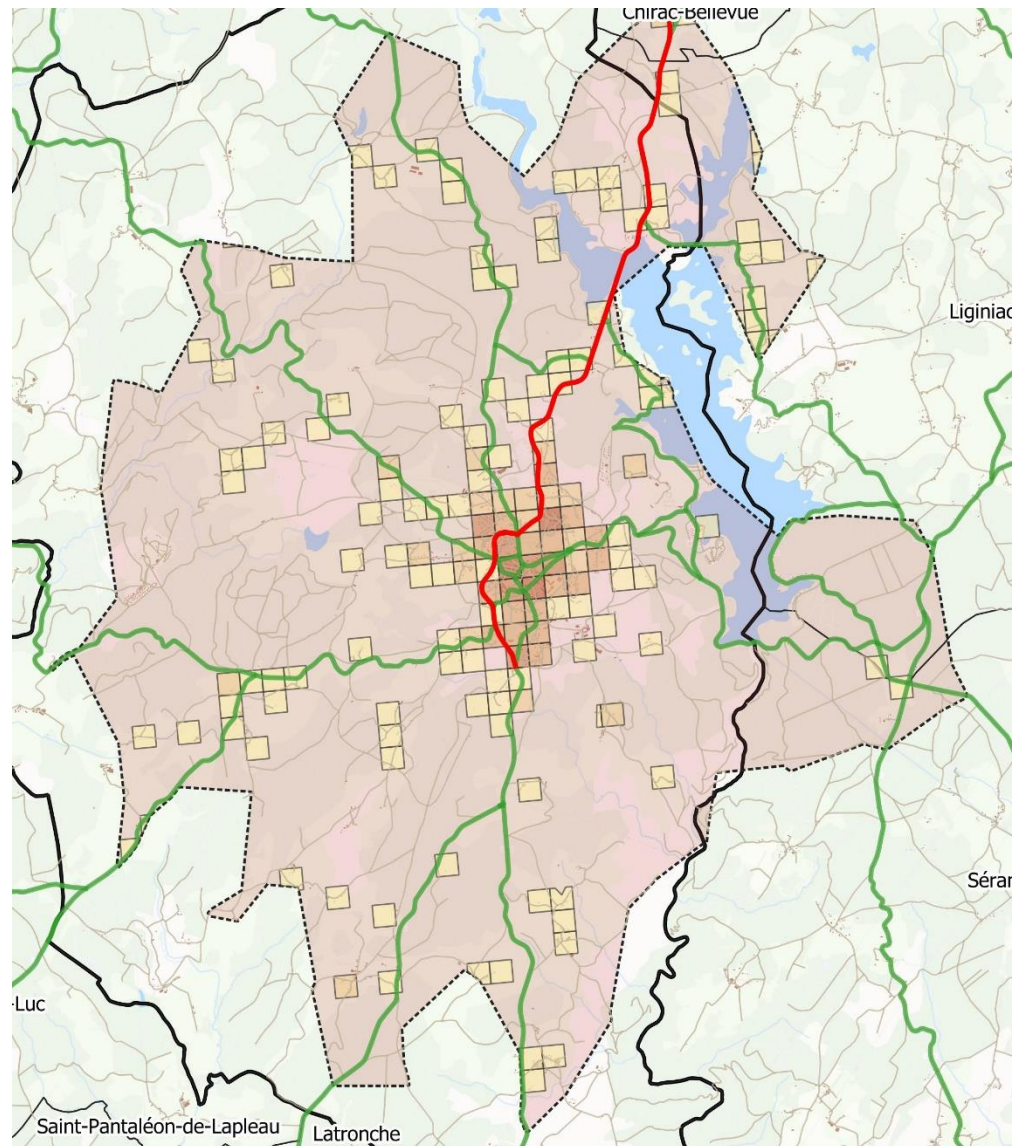 Chirac-Bellevue
Liginiac
Séran
-Luc
Saint-Pantaléon-de-Lapleau
Latronche